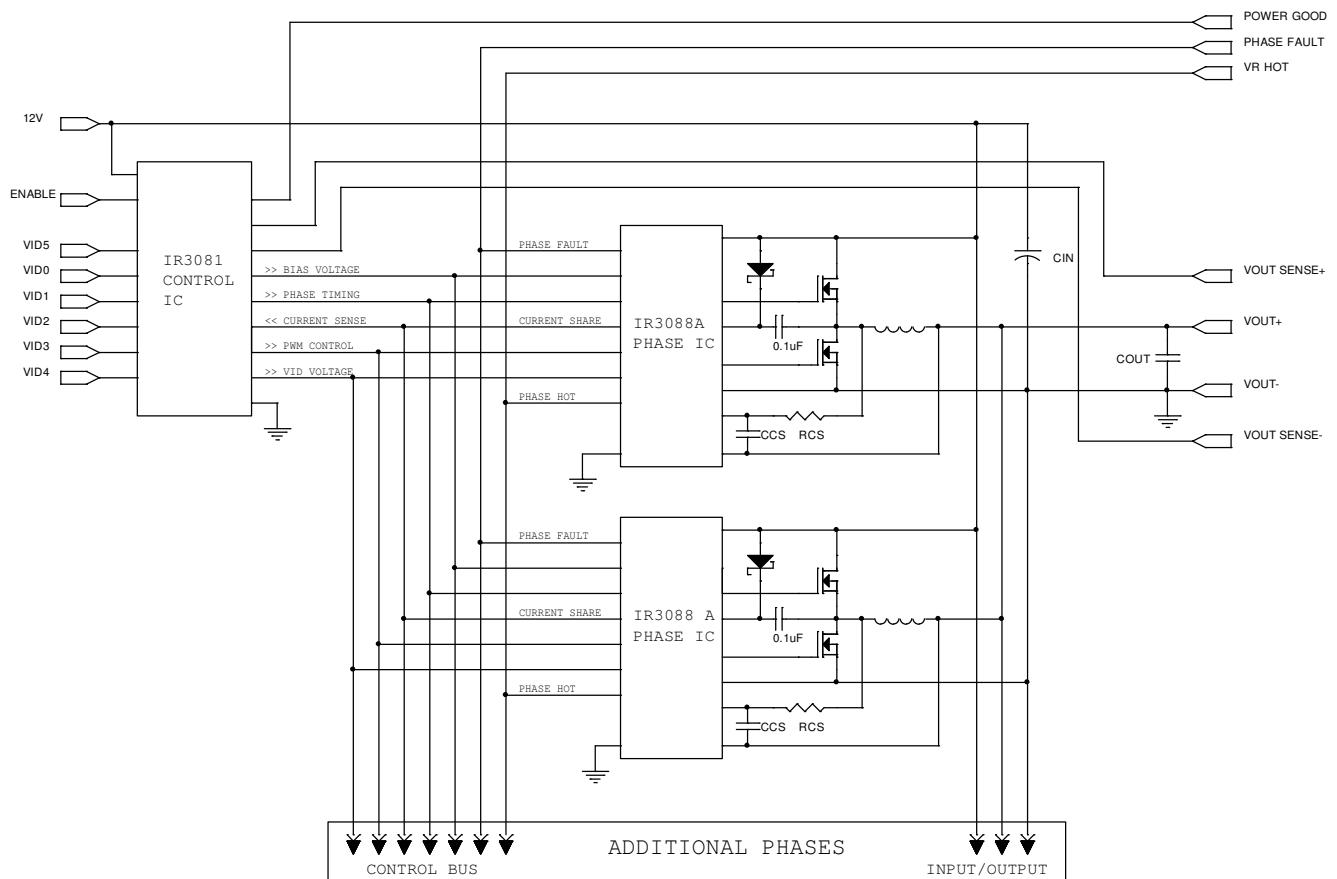 POWER GOOD
PHASE FAULT
VR HOT
12V
ENABLE
VID5
VID0
VID1
VID2
VID3
VID4
IR3081
CONTROL
IC
>> BIAS VOLTAGE
>> PHASE TIMING
<< CURRENT SENSE
>> PWM CONTROL
>> VID VOLTAGE
PHASE FAULT
CURRENT SHARE
PHASE HOT
IR3088A
PHASE IC
0.1uF
CCS RCS
CIN
COUT
VOUT SENSE+
VOUT+
VOUT-
VOUT SENSE-
PHASE FAULT
CURRENT SHARE
PHASE HOT
IR3088 A
PHASE IC
0.1uF
CCS RCS
ADDITIONAL PHASES
CONTROL BUS
INPUT/OUTPUT